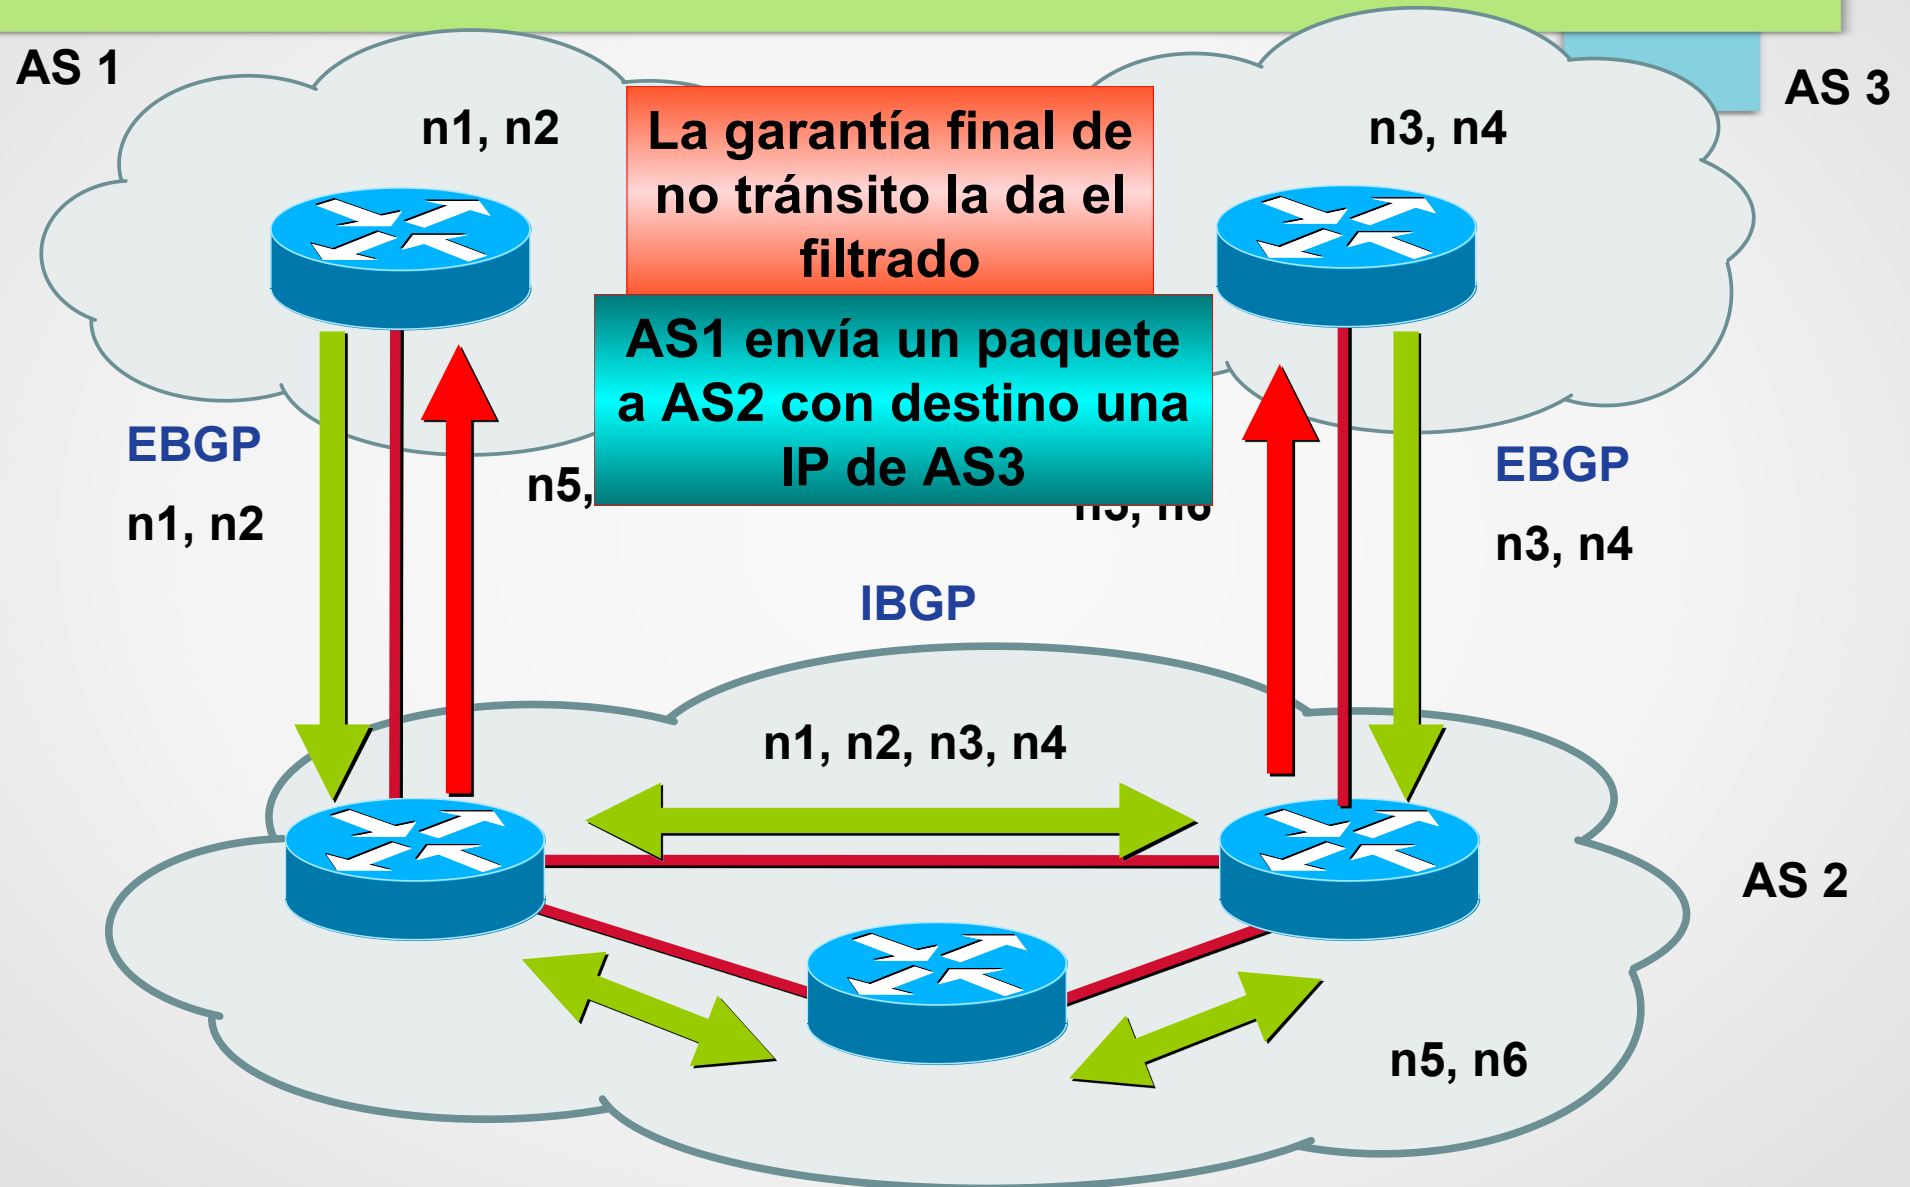 AS 1
AS 3
n1, n2
n3, n4
La garantía final de
no tránsito la da el
filtrado
AS1 envía un paquete
a AS2 con destino una
IP de AS3
EBGP
n1, n2
n5,
n5, n6
EBGP
n3, n4
IBGP
n1, n2, n3, n4
AS 2
n5, n6